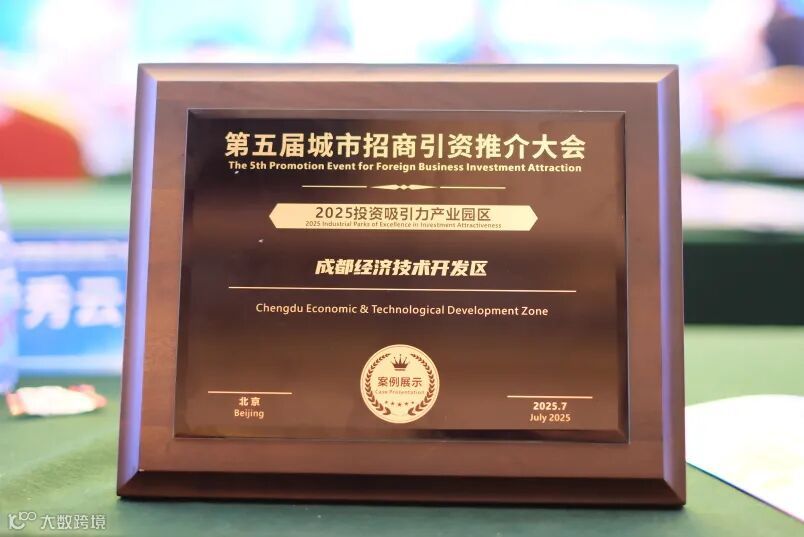 第五届城市招商引资推介大会
The 5th Promotion Event for Foreign Business Investment Attraction
2025投资吸引力产业园区
2025 Industrial Parks of Excellence in Investment Attractiveness
成都经济技术开发区
Chengdu Economic & Technological Development Zone
案例展示
Case Presentation
北京
Beijing
2025.7
July 2025
秀云
大数跨境